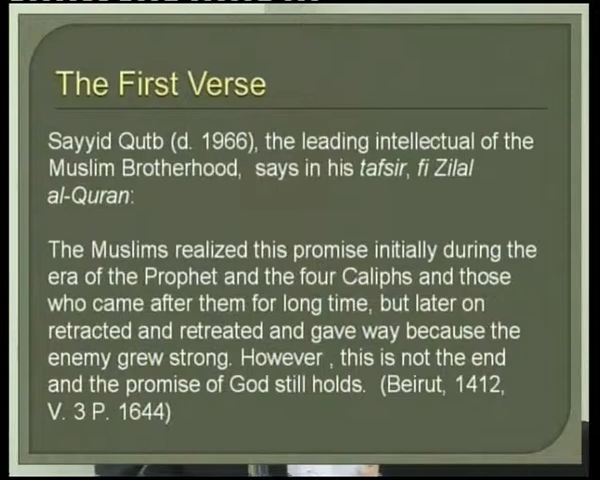 The First Verse
Sayyid Qutb (d. 1966), the leading intellectual of the
Muslim Brotherhood, says in his tafsir, fi Zilal
al-Quran:
The Muslims realized this promise initially during the
era of the Prophet and the four Caliphs and those
who came after them for long time, but later on
retracted and retreated and gave way because the
enemy grew strong. However , this is not the end
and the promise of God still holds. (Beirut, 1412,
V. 3 P. 1644)